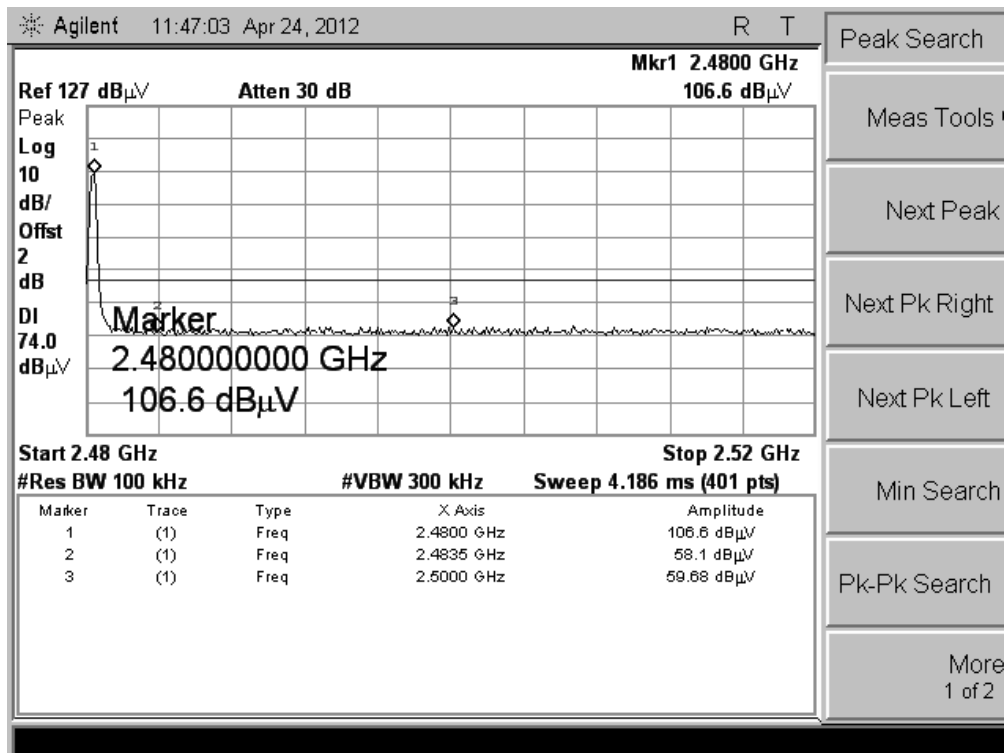 Agilent 11:47:03 Apr 24, 2012 R T
Mkr1 2.4800 GHz
Ref 127 dBµV Atten 30 dB 106.6 dBµV
Peak
Log
10
dB/
Offst
2
dB
DI
74.0
dBµV
1
2
3
Marker
2.480000000 GHz
106.6 dBµV
Start 2.48 GHz Stop 2.52 GHz
#Res BW 100 kHz #VBW 300 kHz Sweep 4.186 ms (401 pts)
Marker Trace Type X Axis Amplitude
1 (1) Freq 2.4800 GHz 106.6 dBµV
2 (1) Freq 2.4835 GHz 58.1 dBµV
3 (1) Freq 2.5000 GHz 59.68 dBµV
Peak Search
Meas Tools
Next Peak
Next Pk Right
Next Pk Left
Min Search
Pk-Pk Search
More
1 of 2